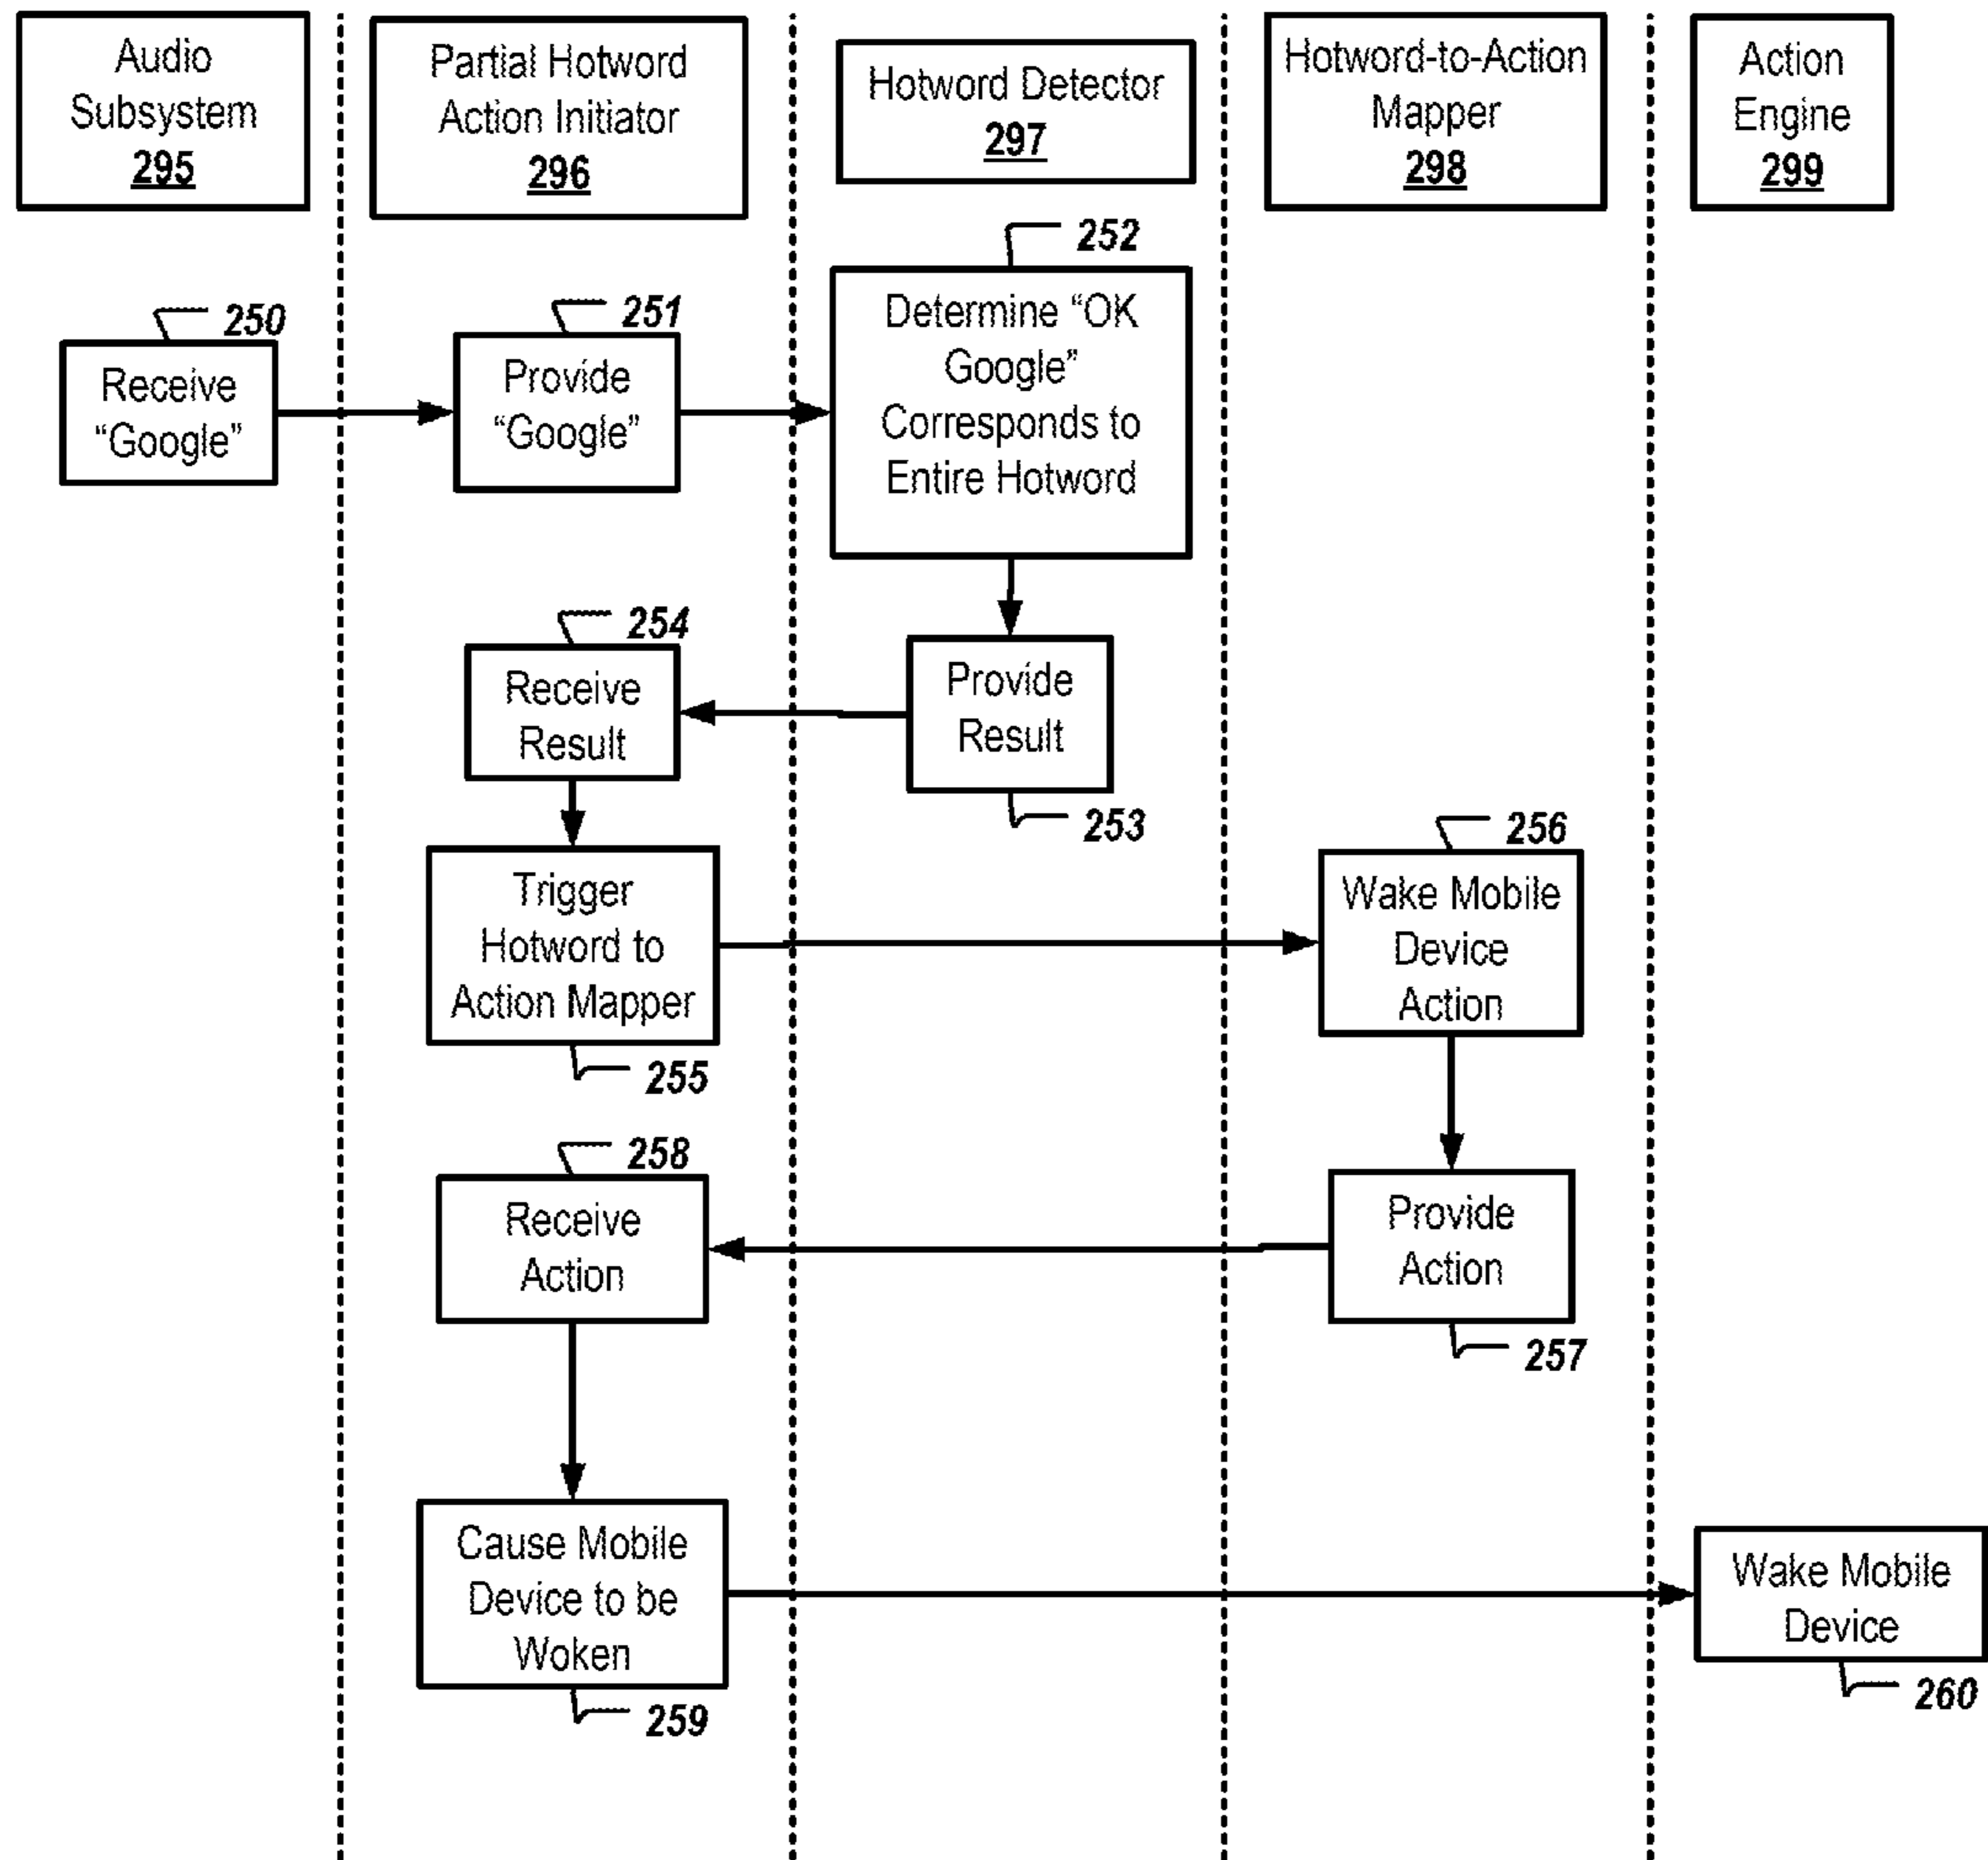 Audio
Subsystem
295
Partial Hotword
Action Initiator
296
Hotword Detector
297
Hotword-to-Action
Mapper
298
Action
Engine
299
250
Receive
“Google”
251
Provide
“Google”
252
Determine “OK
Google”
Corresponds to
Entire Hotword
254
Receive
Result
Provide
Result
253
Trigger
Hotword to
Action Mapper
255
256
Wake Mobile
Device
Action
258
Receive
Action
Provide
Action
257
Cause Mobile
Device to be
Woken
259
Wake Mobile
Device
260